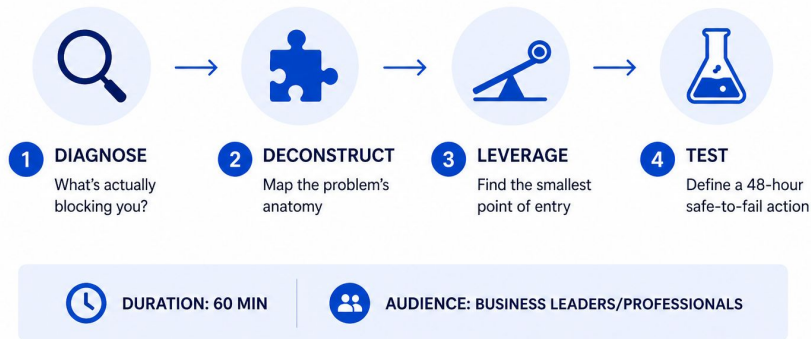 1 DIAGNOSE
What's actually
blocking you?
2 DECONSTRUCT
Map the problem's
anatomy
3 LEVERAGE
Find the smallest
point of entry
4 TEST
Define a 48-hour
safe-to-fail action
DURATION: 60 MIN
AUDIENCE: BUSINESS LEADERS/PROFESSIONALS